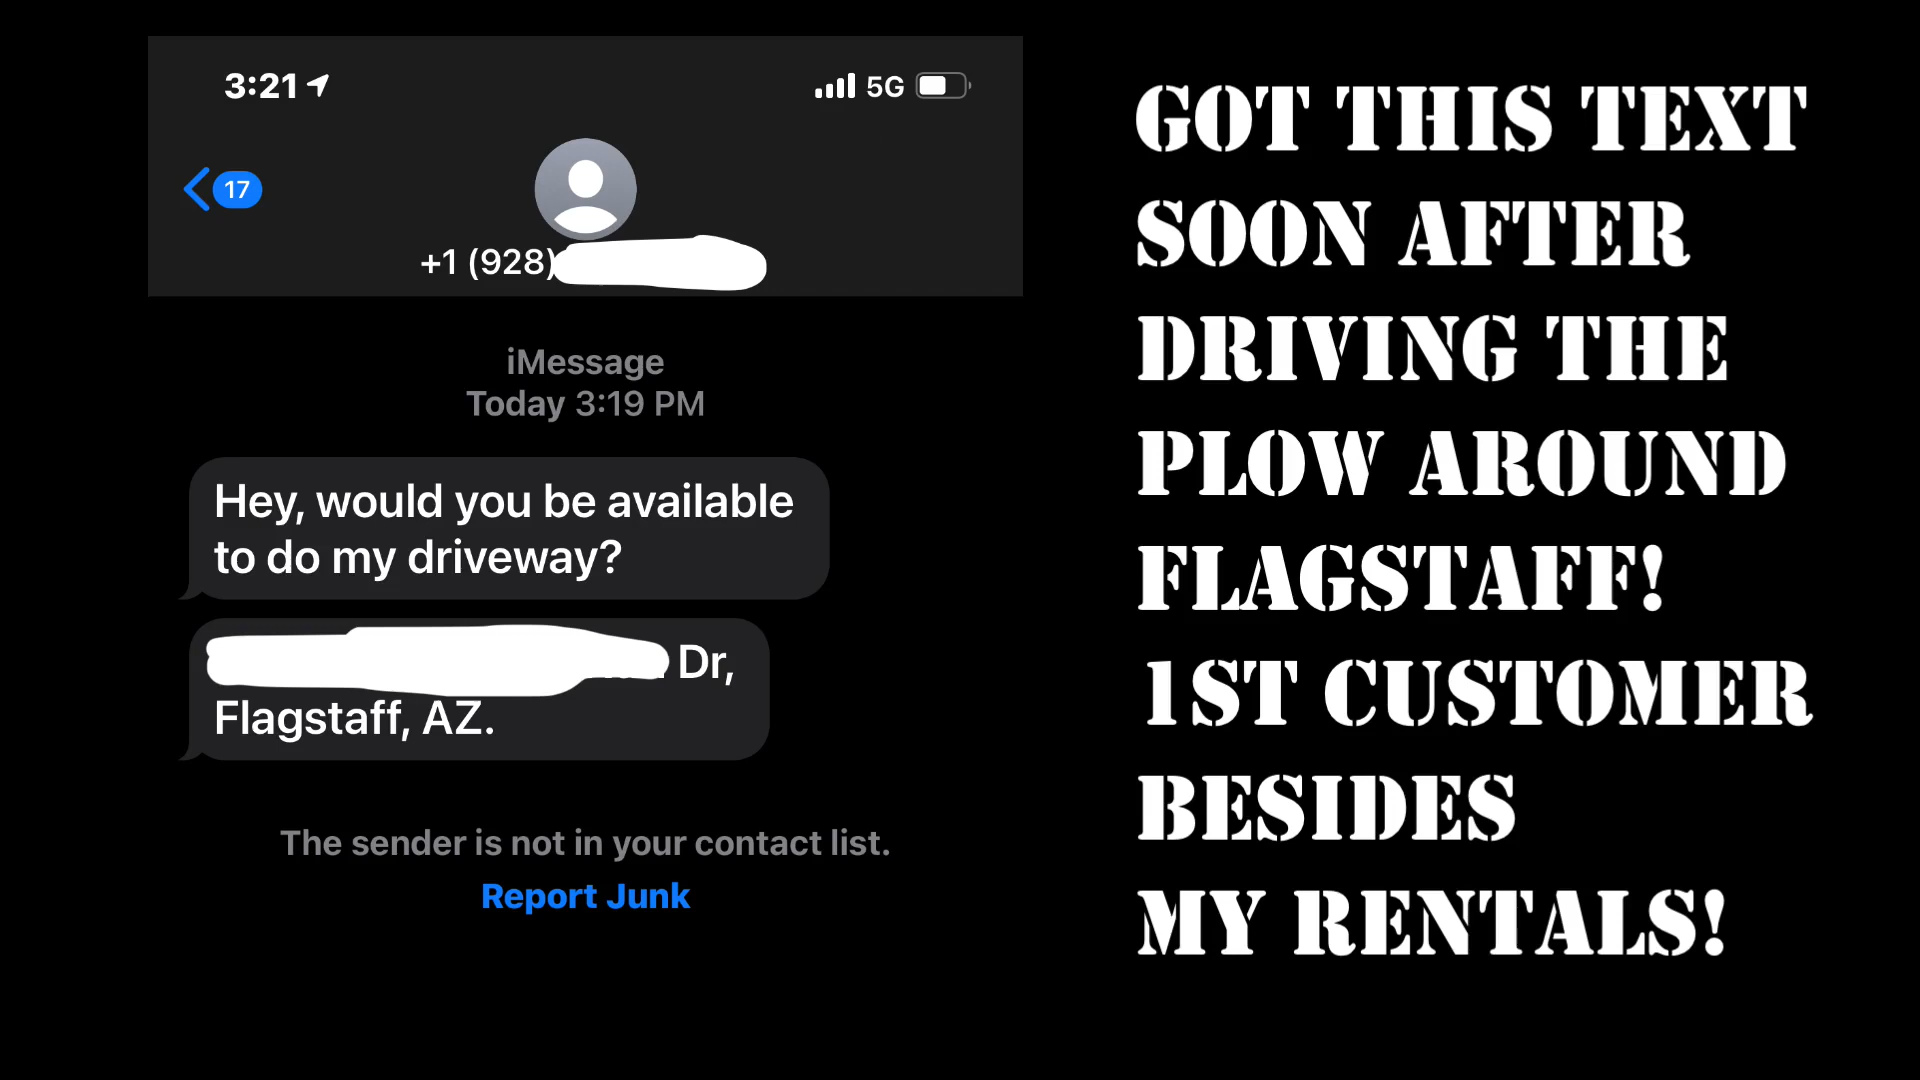 3:21
5G
17
+1 (928)
iMessage
Today 3:19 PM
Hey, would you be available
to do my driveway?
Dr,
Flagstaff, AZ.
The sender is not in your contact list.
Report Junk
GOT THIS TEXT
SOON AFTER
DRIVING THE
PLOW AROUND
FLAGSTAFF!
1ST CUSTOMER
BESIDES
MY RENTALS!